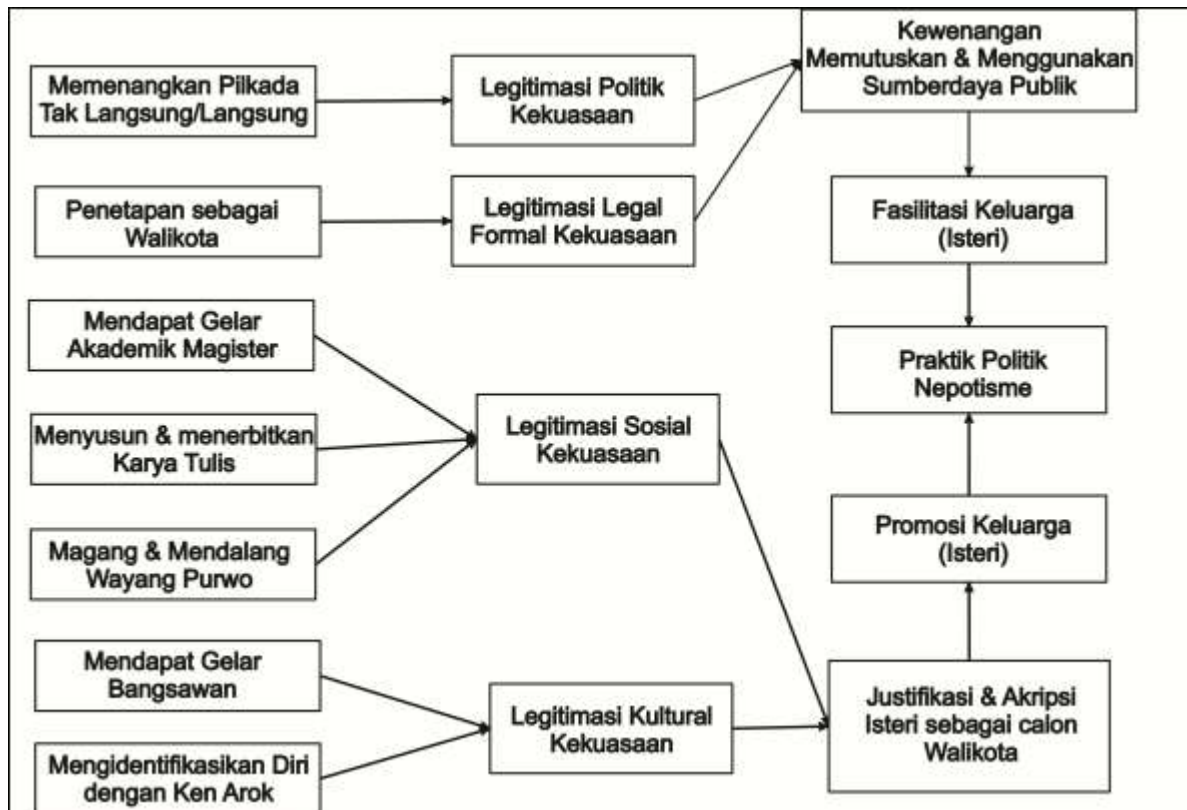 Kewenangan
Memutuskan & Menggunakan
Sumberdaya Publik
Memenangkan Pilkada
Tak Langsung/Langsung
Legitimasi Politik
Kekuasaan
Penetapan sebagai
Walikota
Legitimasi Legal
Formal Kekuasaan
Fasilitasi Keluarga
(Isteri)
Mendapat Gelar
Akademik Magister
Praktik Politik
Nepotisme
Menyusun & menerbitkan
Karya Tulis
Legitimasi Sosial
Kekuasaan
Magang & Mendalang
Wayang Purwo
Promosi Keluarga
(Isteri)
Mendapat Gelar
Bangsawan
Legitimasi Kultural
Kekuasaan
Justifikasi & Akripsi
Isteri sebagai calon
Walikota
Mengidentifikasikan Diri
dengan Ken Arok